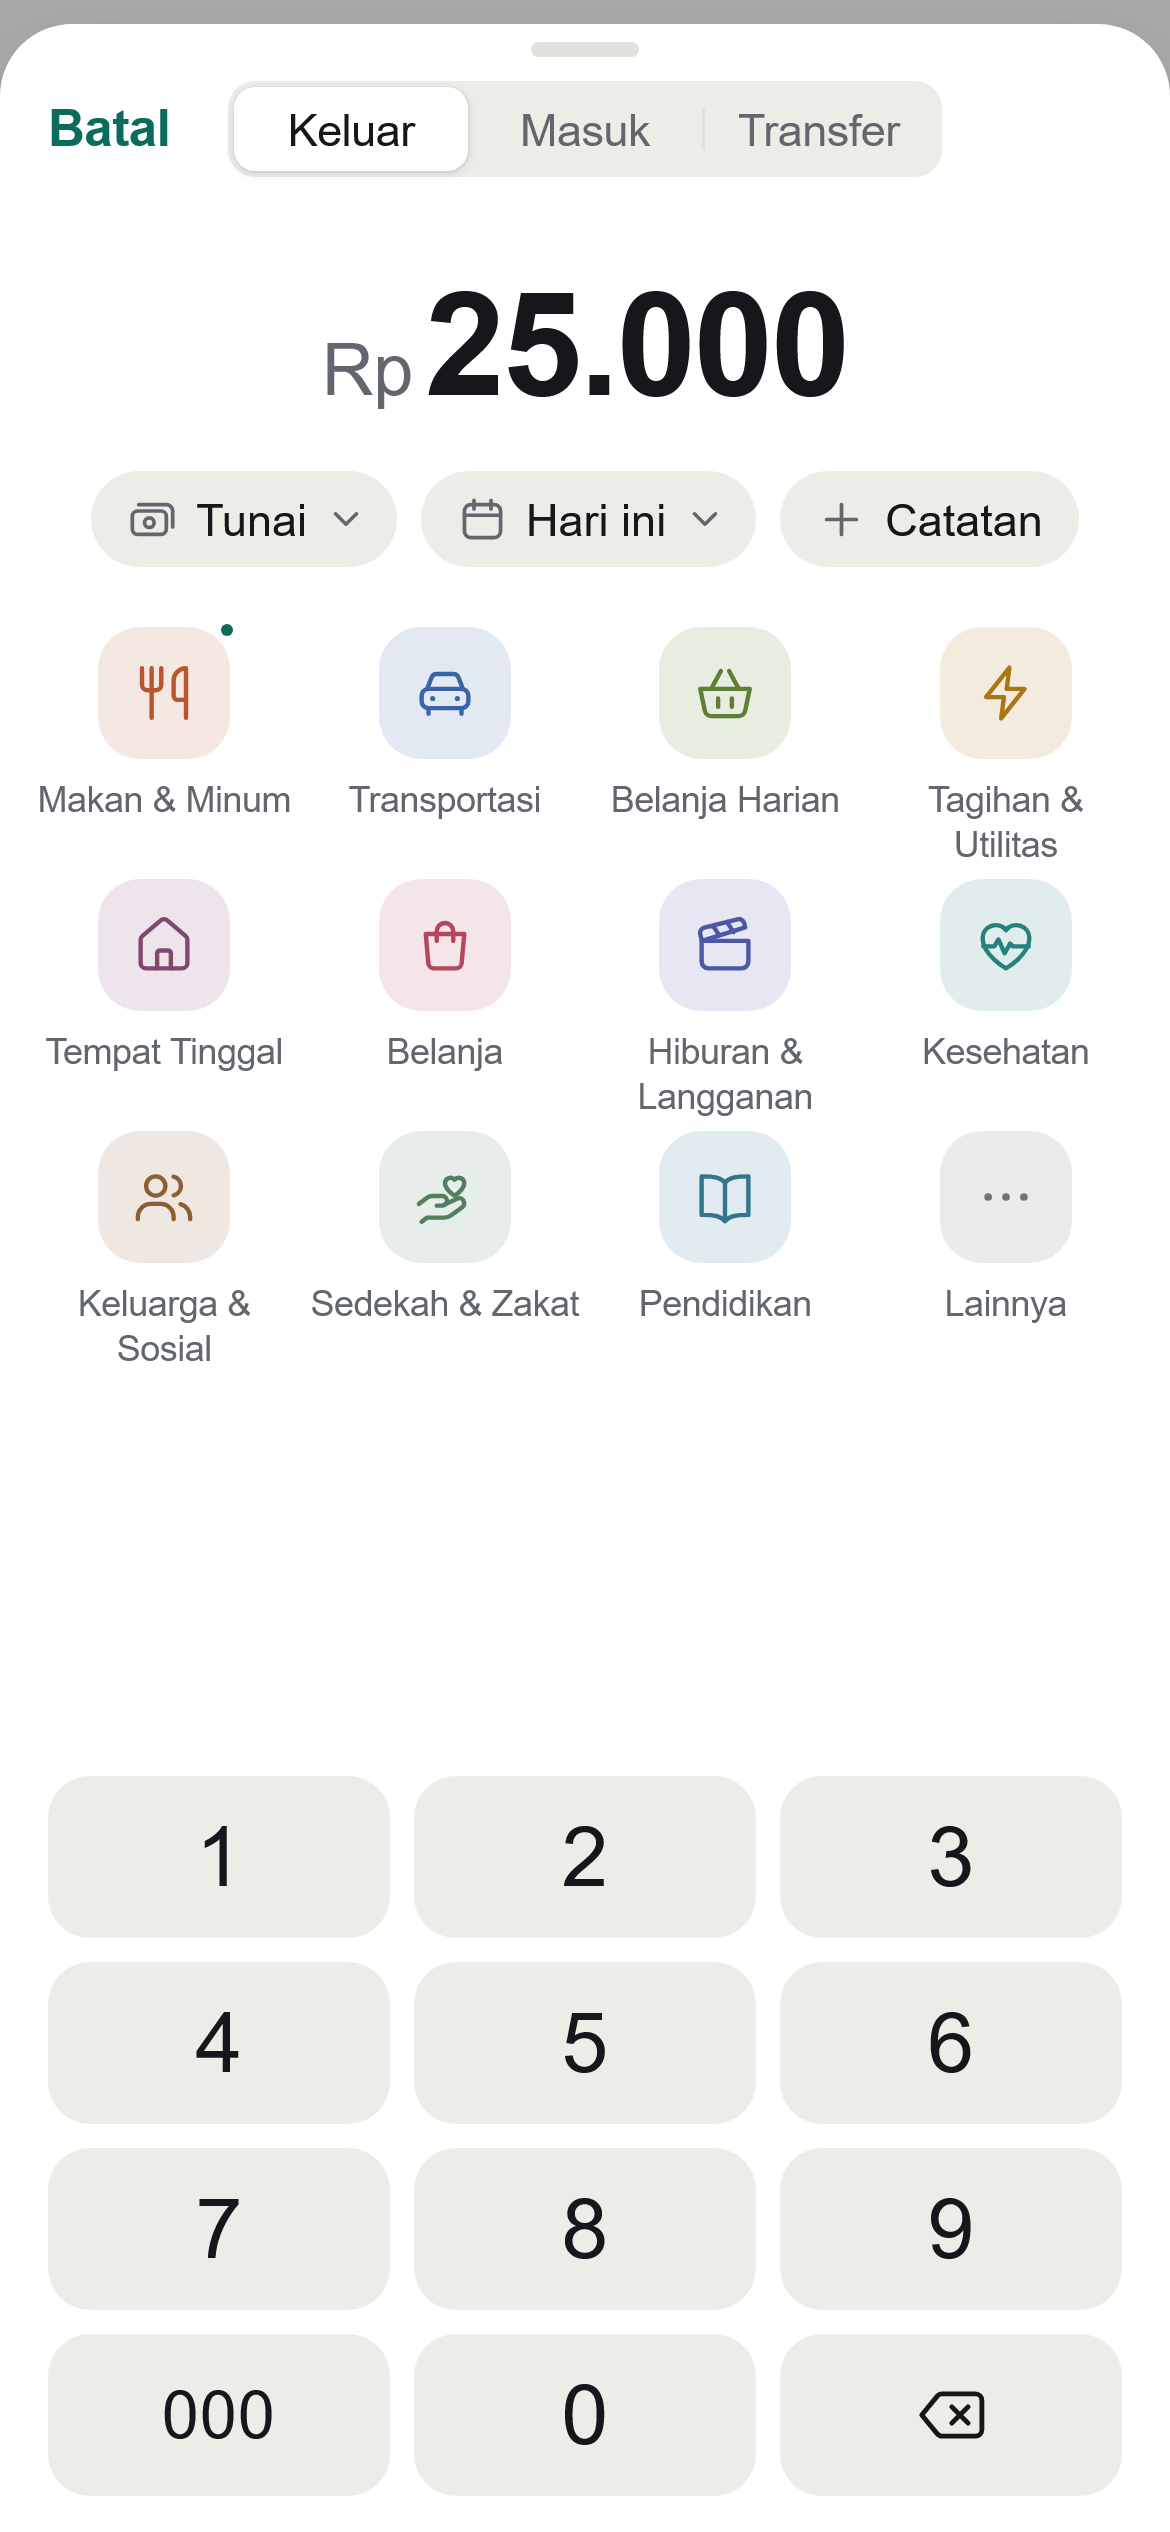 Batal
Keluar
Masuk
Transfer
Rp 25.000
Tunai
Hari ini
Catatan
Makan & Minum
Transportasi
Belanja Harian
Tagihan &
Utilitas
Tempat Tinggal
Belanja
Hiburan &
Langganan
Kesehatan
Keluarga &
Sosial
Sedekah & Zakat
Pendidikan
Lainnya
1
2
3
4
5
6
7
8
9
000
0